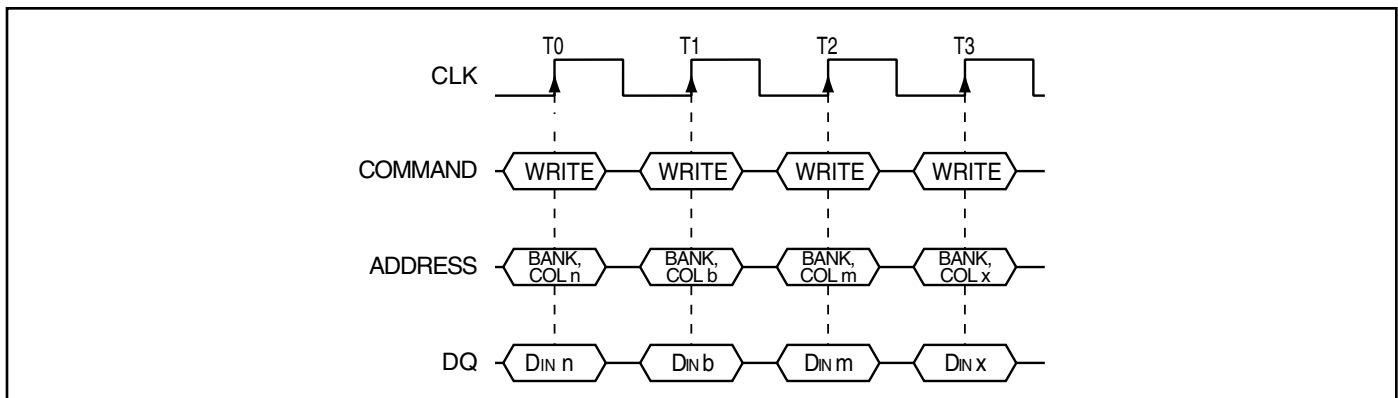 T0 T1 T2 T3
CLK
COMMAND WRITE WRITE WRITE WRITE
ADDRESS BANK, COL n BANK, COL b BANK, COL m BANK, COL x
DQ DIN n DIN b DIN m DIN x